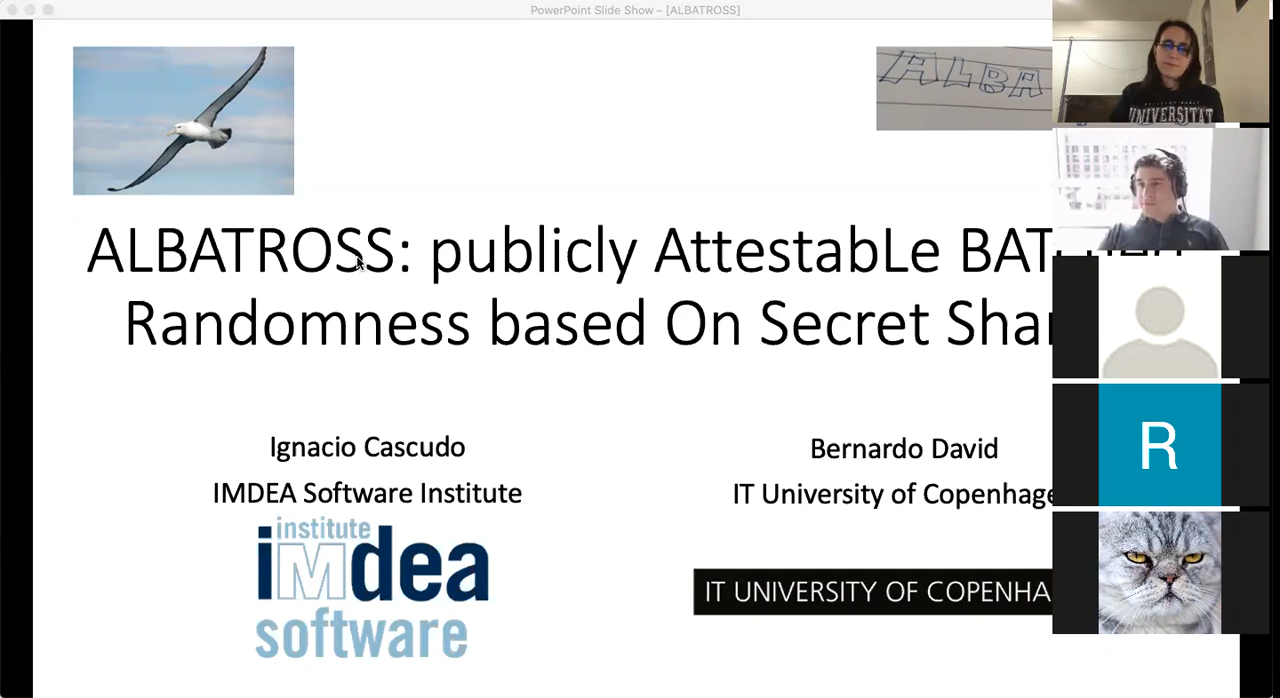 PowerPoint Slide Show – [ALBATROSS]
ALBA
UNIVERSITAT
ALBATROSS: publicly AttestabLe BAT
Randomness based On Secret Shar
Ignacio Cascudo
Bernardo David
IMDEA Software Institute
IT University of Copenhage
R
institute
imdea
software
IT UNIVERSITY OF COPENHA